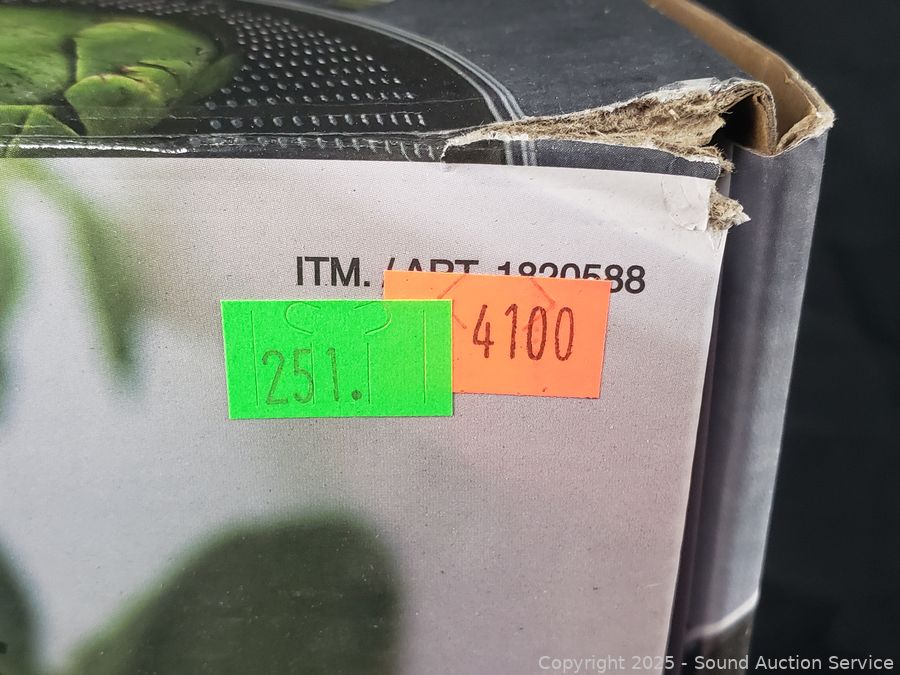 ITM. / ART. 1820588
4100
251.
Copyright © 2025 - Sound Auction Service